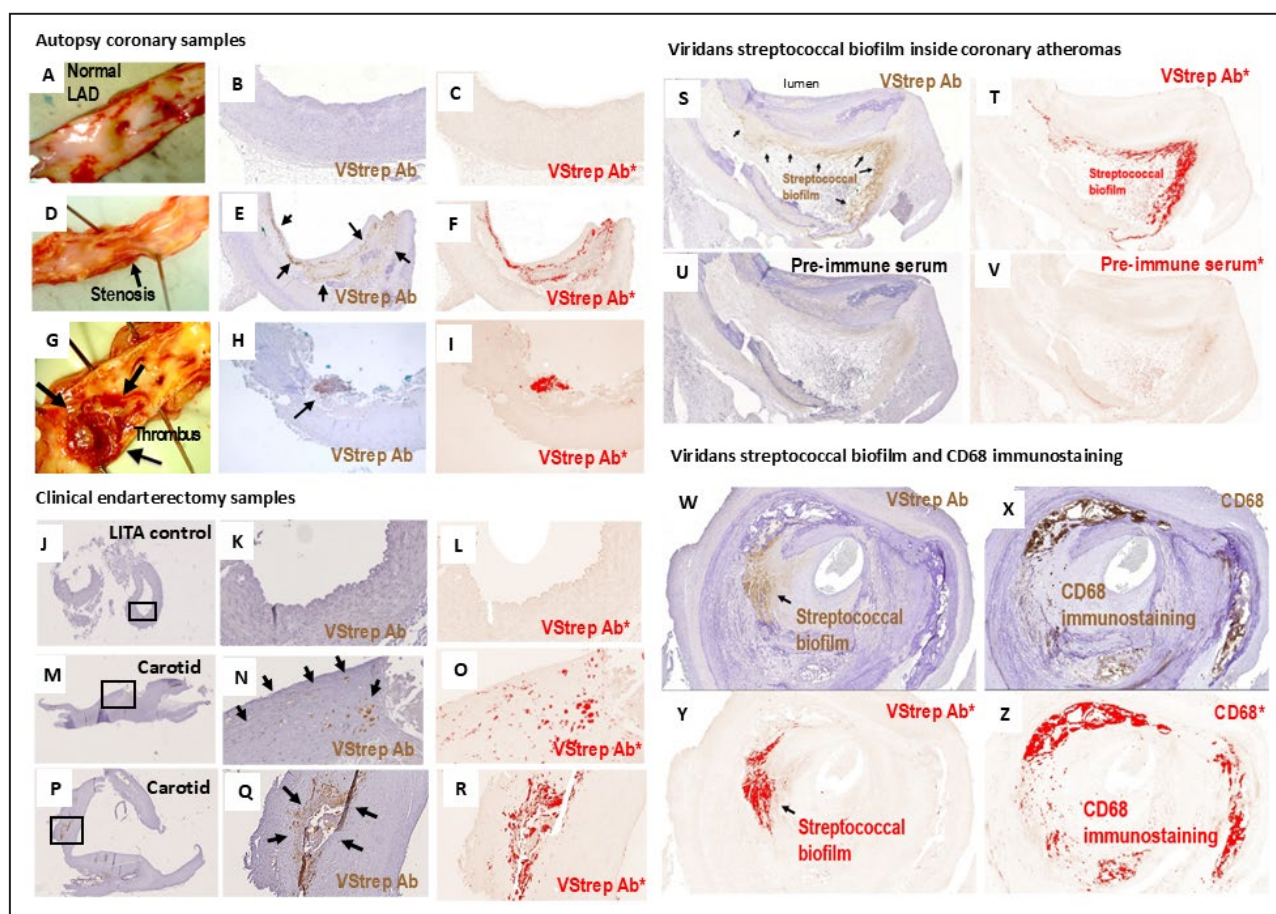 Autopsy coronary samples
A
Normal
LAD
B
VStrep Ab
C
VStrep Ab*
D
Stenosis
E
VStrep Ab
F
VStrep Ab*
G
Thrombus
H
VStrep Ab
I
VStrep Ab*
Clinical endarterectomy samples
J
LITA control
K
VStrep Ab
L
VStrep Ab*
M
Carotid
N
VStrep Ab
O
VStrep Ab*
P
Carotid
Q
VStrep Ab
R
VStrep Ab*
Viridans streptococcal biofilm inside coronary atheromas
S
lumen
VStrep Ab
Streptococcal
biofilm
T
VStrep Ab*
Streptococcal
biofilm
U
Pre-immune serum
V
Pre-immune serum*
Viridans streptococcal biofilm and CD68 immunostaining
W
VStrep Ab
Streptococcal
biofilm
X
CD68
CD68
immunostaining
Y
VStrep Ab*
Streptococcal
biofilm
Z
CD68*
CD68
immunostaining